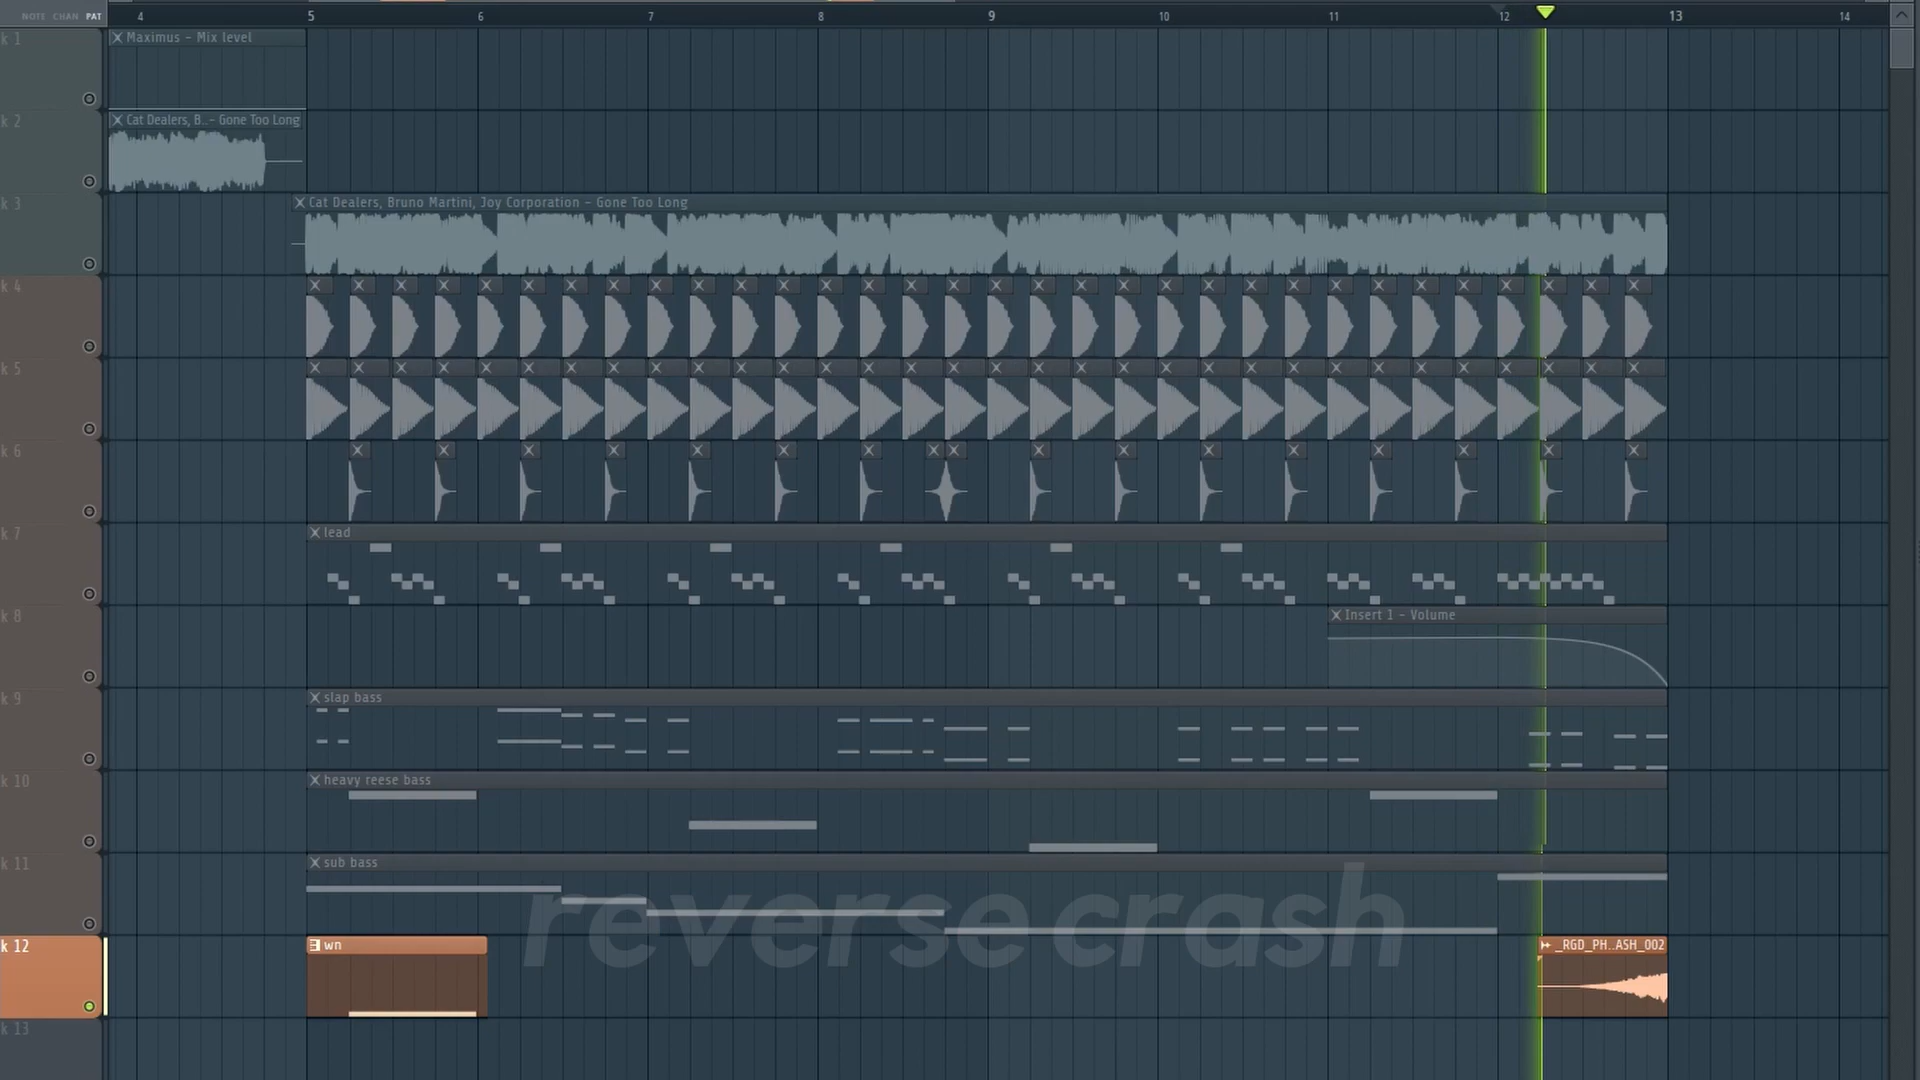 NOTE CHAN PAT
4 5 6 7 8 9 10 11 12 13 14
k 1
Maximus - Mix level
k 2
Cat Dealers, B..- Gone Too Long
k 3
Cat Dealers, Bruno Martini, Joy Corporation - Gone Too Long
k 4
k 5
k 6
k 7
lead
k 8
Insert 1 - Volume
k 9
slap bass
k 10
heavy reese bass
k 11
sub bass
reverse crash
k 12
wn
_RGD_PH..ASH_002
k 13